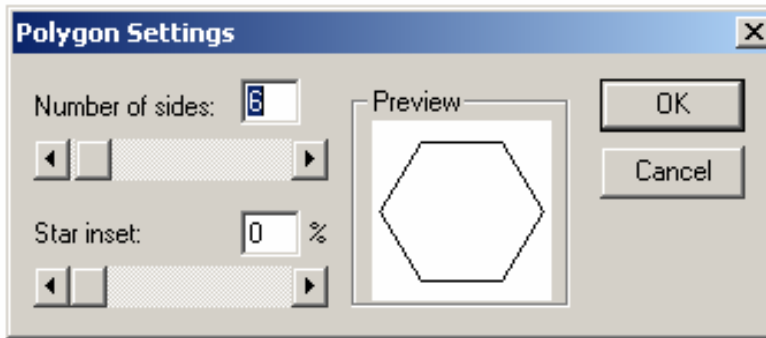 Polygon Settings
Number of sides: 6
Preview
OK
Cancel
Star inset: 0 %